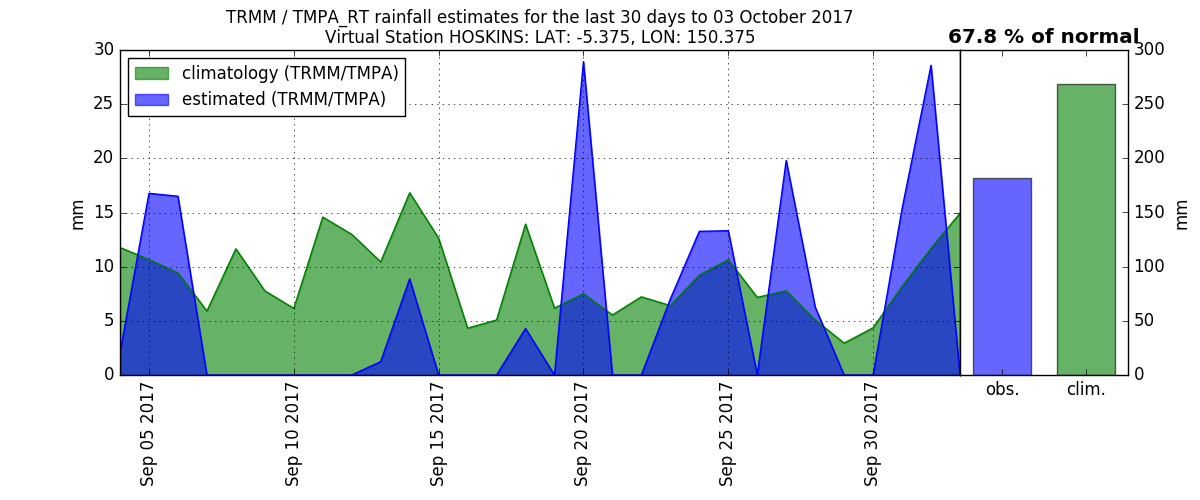 TRMM / TMPA_RT rainfall estimates for the last 30 days to 03 October 2017
Virtual Station HOSKINS: LAT: -5.375, LON: 150.375
67.8 % of normal
climatology (TRMM/TMPA)
estimated (TRMM/TMPA)
30
25
20
15
10
5
0
mm
Sep 05 2017
Sep 10 2017
Sep 15 2017
Sep 20 2017
Sep 25 2017
Sep 30 2017
obs.
clim.
300
250
200
150
100
50
0
mm